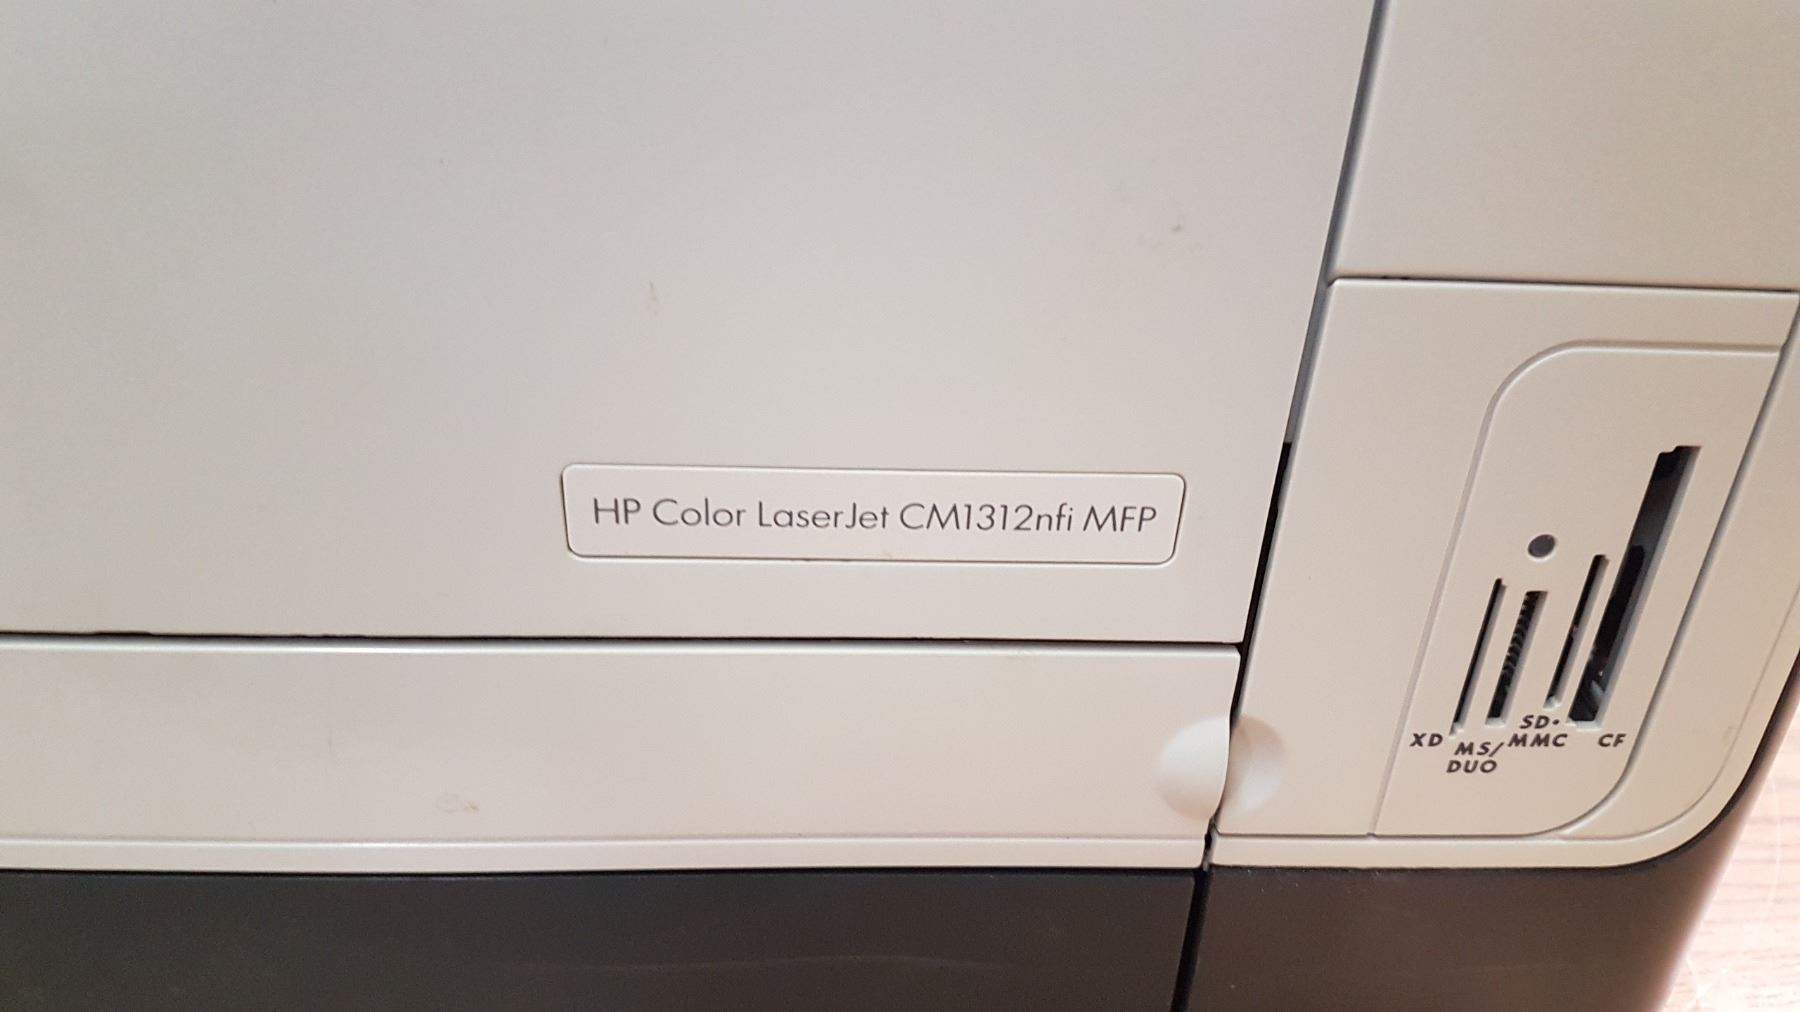 HP Color LaserJet CM1312nfi MFP
XD
MS/
DUO
SD•
MMC
CF